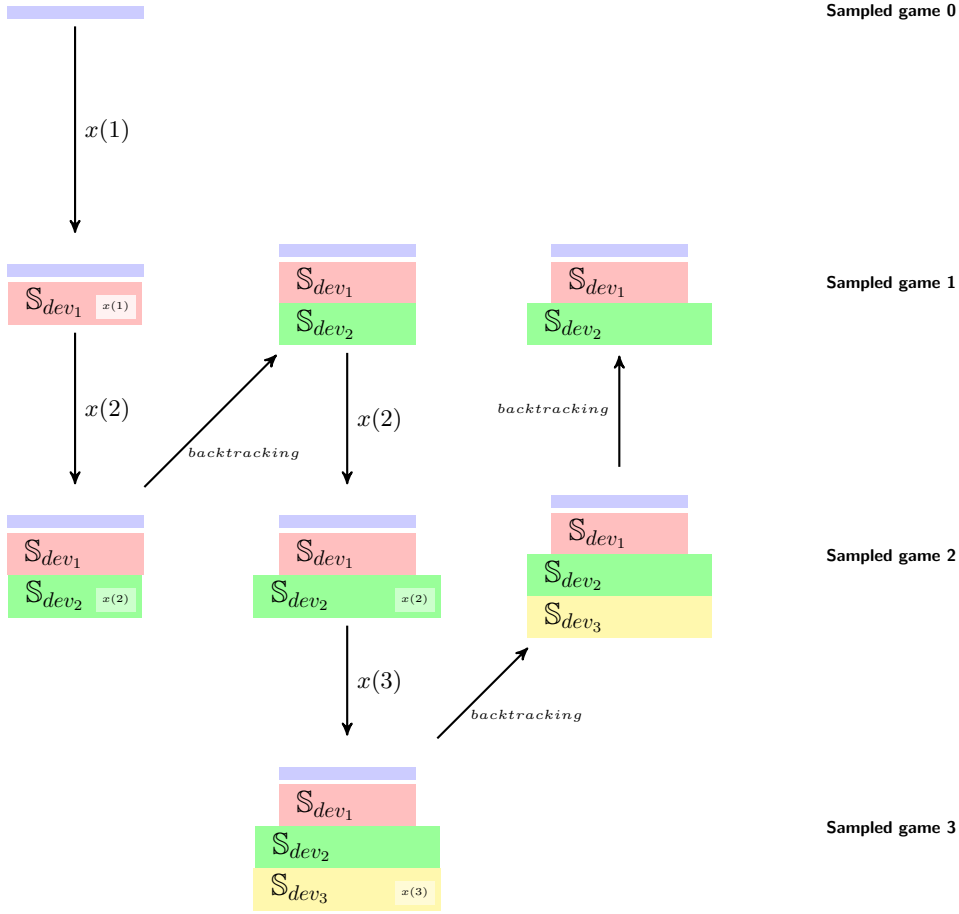 Sampled game 0
x(1)
Sampled game 1
𝕊dev₁ x(1)
𝕊dev₁
𝕊dev₂
𝕊dev₁
𝕊dev₂
x(2)
backtracking
x(2)
backtracking
Sampled game 2
𝕊dev₁
𝕊dev₂ x(2)
𝕊dev₁
𝕊dev₂ x(2)
𝕊dev₁
𝕊dev₂
𝕊dev₃
x(3)
backtracking
Sampled game 3
𝕊dev₁
𝕊dev₂
𝕊dev₃ x(3)